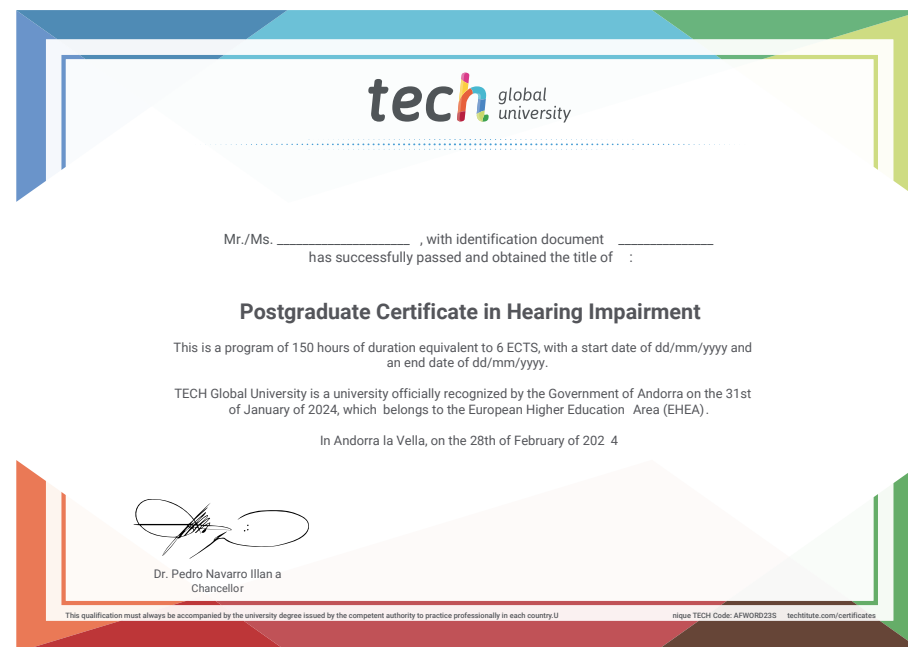 tech global university
Mr./Ms. ____________________ , with identification document ______________
has successfully passed and obtained the title of :
Postgraduate Certificate in Hearing Impairment
This is a program of 150 hours of duration equivalent to 6 ECTS, with a start date of dd/mm/yyyy and
an end date of dd/mm/yyyy.
TECH Global University is a university officially recognized by the Government of Andorra on the 31st
of January of 2024, which belongs to the European Higher Education Area (EHEA).
In Andorra la Vella, on the 28th of February of 202 4
Dr. Pedro Navarro Illan a
Chancellor
This qualification must always be accompanied by the university degree issued by the competent authority to practice professionally in each country.U nique TECH Code: AFWORD23S techtitute.com/certificates